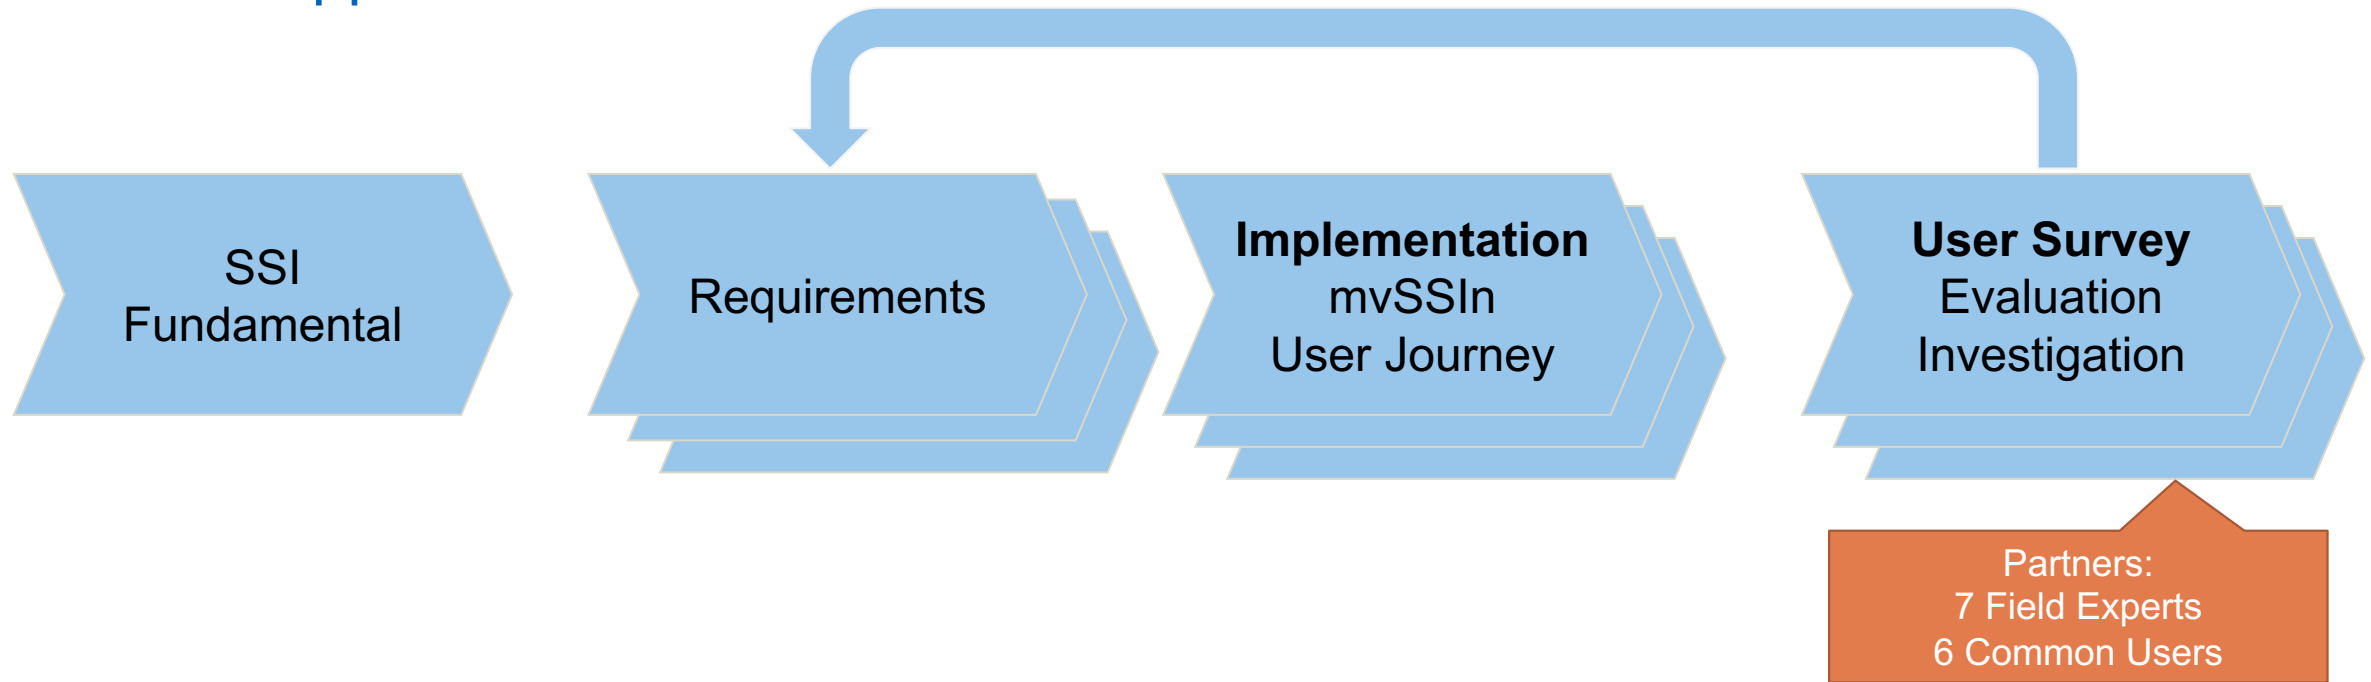 SSI
Fundamental
Requirements
Implementation
mvSSIn
User Journey
User Survey
Evaluation
Investigation
Partners:
7 Field Experts
6 Common Users